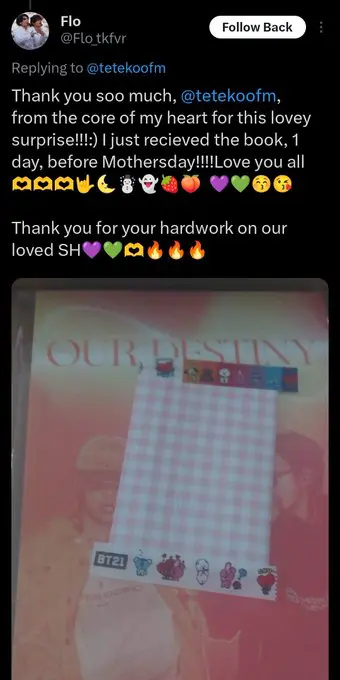 Flo
Follow Back
@Flo_tkfvr
Replying to @tetekoofm
Thank you soo much, @tetekoofm,
from the core of my heart for this lovey
surprise!!!:) I just recieved the book, 1
day, before Mothersday!!!!Love you all
🫶🫶🫶🤟🌜☃️👻🍓🍑 💜💚😙😘
Thank you for your hardwork on our
loved SH💜💚🫶🔥🔥🔥
OUR DESTINY
BT21